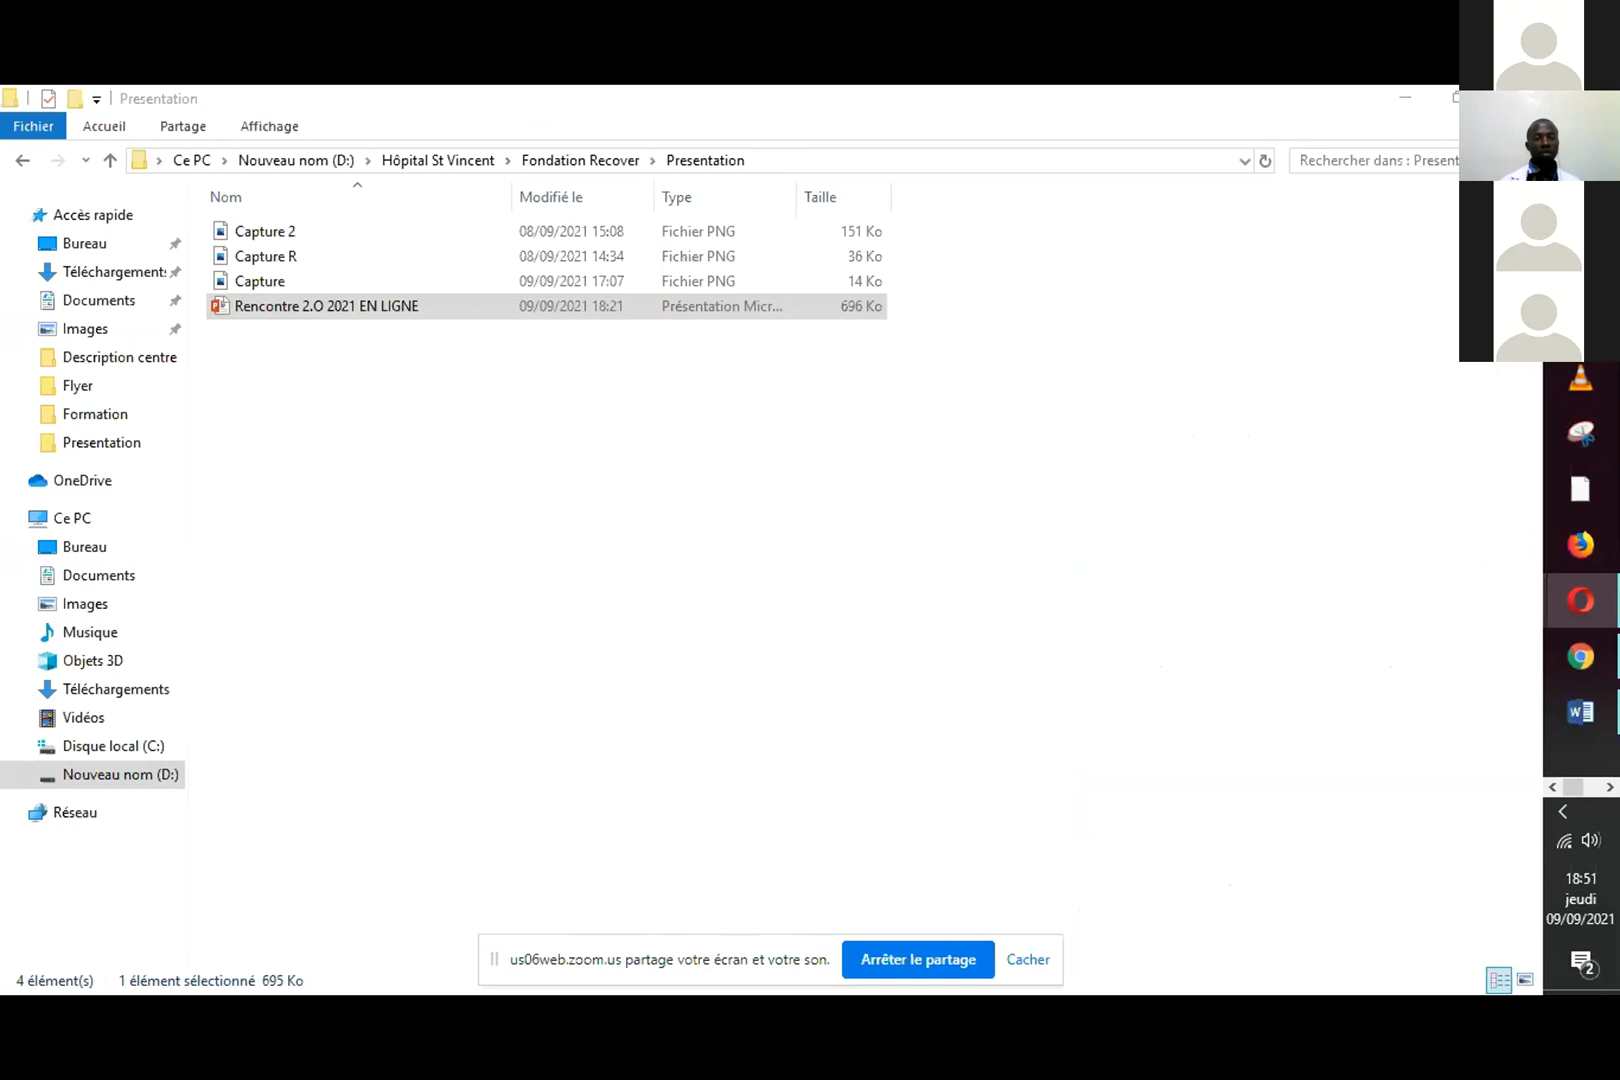 Presentation
Fichier Accueil Partage Affichage
Ce PC › Nouveau nom (D:) › Hôpital St Vincent › Fondation Recover › Presentation
Rechercher dans : Present
Nom Modifié le Type Taille
Capture 2 08/09/2021 15:08 Fichier PNG 151 Ko
Capture R 08/09/2021 14:34 Fichier PNG 36 Ko
Capture 09/09/2021 17:07 Fichier PNG 14 Ko
Rencontre 2.O 2021 EN LIGNE 09/09/2021 18:21 Présentation Micr... 696 Ko
Accès rapide
Bureau
Téléchargement:
Documents
Images
Description centre
Flyer
Formation
Presentation
OneDrive
Ce PC
Bureau
Documents
Images
Musique
Objets 3D
Téléchargements
Vidéos
Disque local (C:)
Nouveau nom (D:)
Réseau
4 élément(s) 1 élément sélectionné 695 Ko
us06web.zoom.us partage votre écran et votre son.
Arrêter le partage
Cacher
W
18:51
jeudi
09/09/2021
2